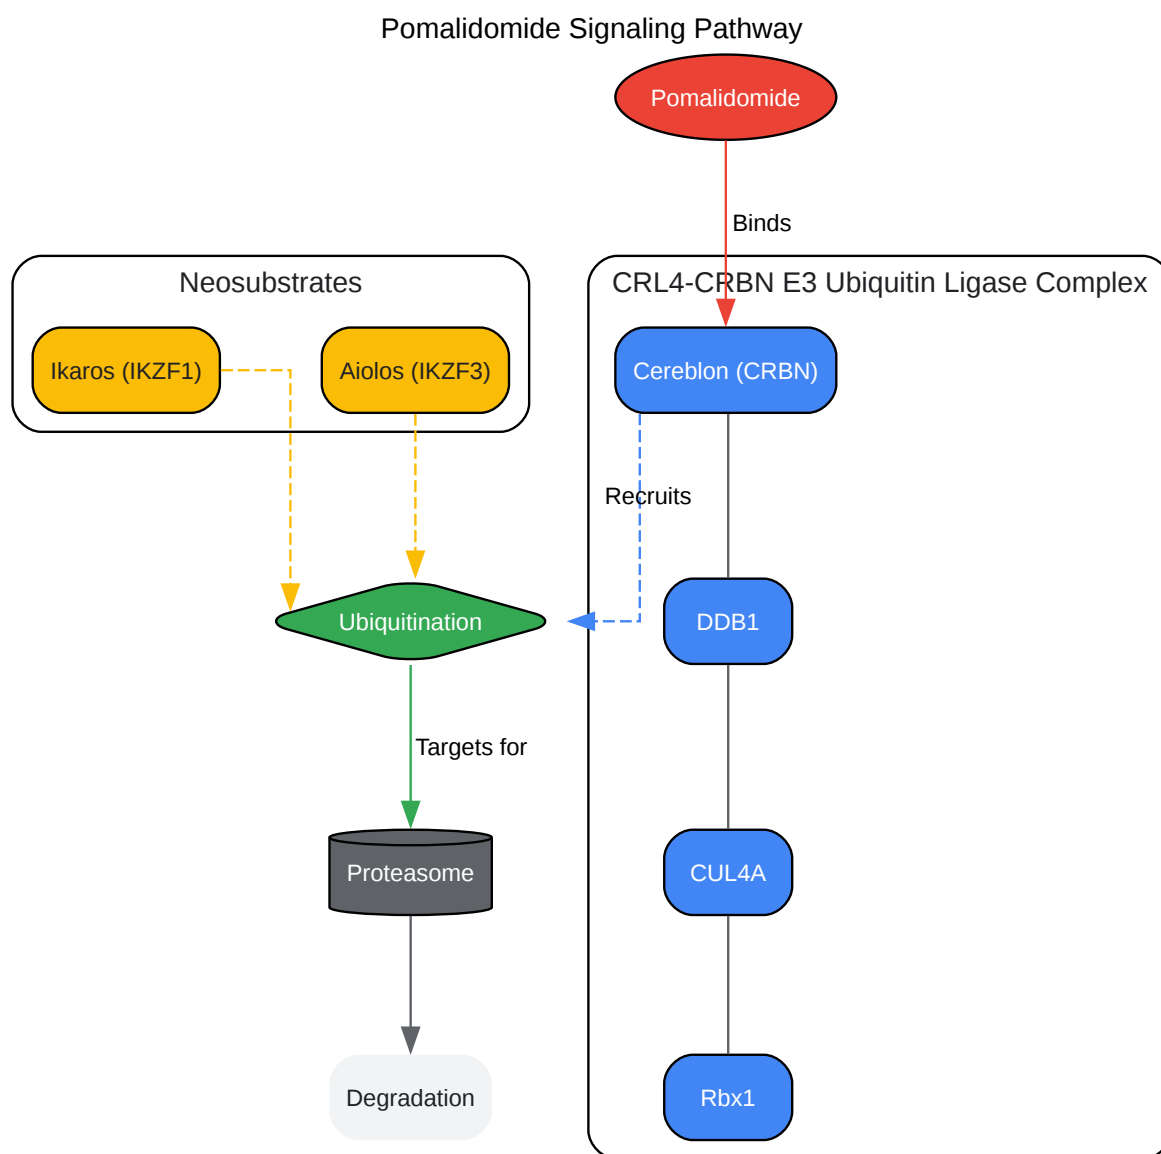 Pomalidomide Signaling Pathway
Pomalidomide
Binds
Neosubstrates
CRL4-CRBN E3 Ubiquitin Ligase Complex
Ikaros (IKZF1)
Aiolos (IKZF3)
Cereblon (CRBN)
Recruits
Ubiquitination
DDB1
Targets for
Proteasome
CUL4A
Degradation
Rbx1